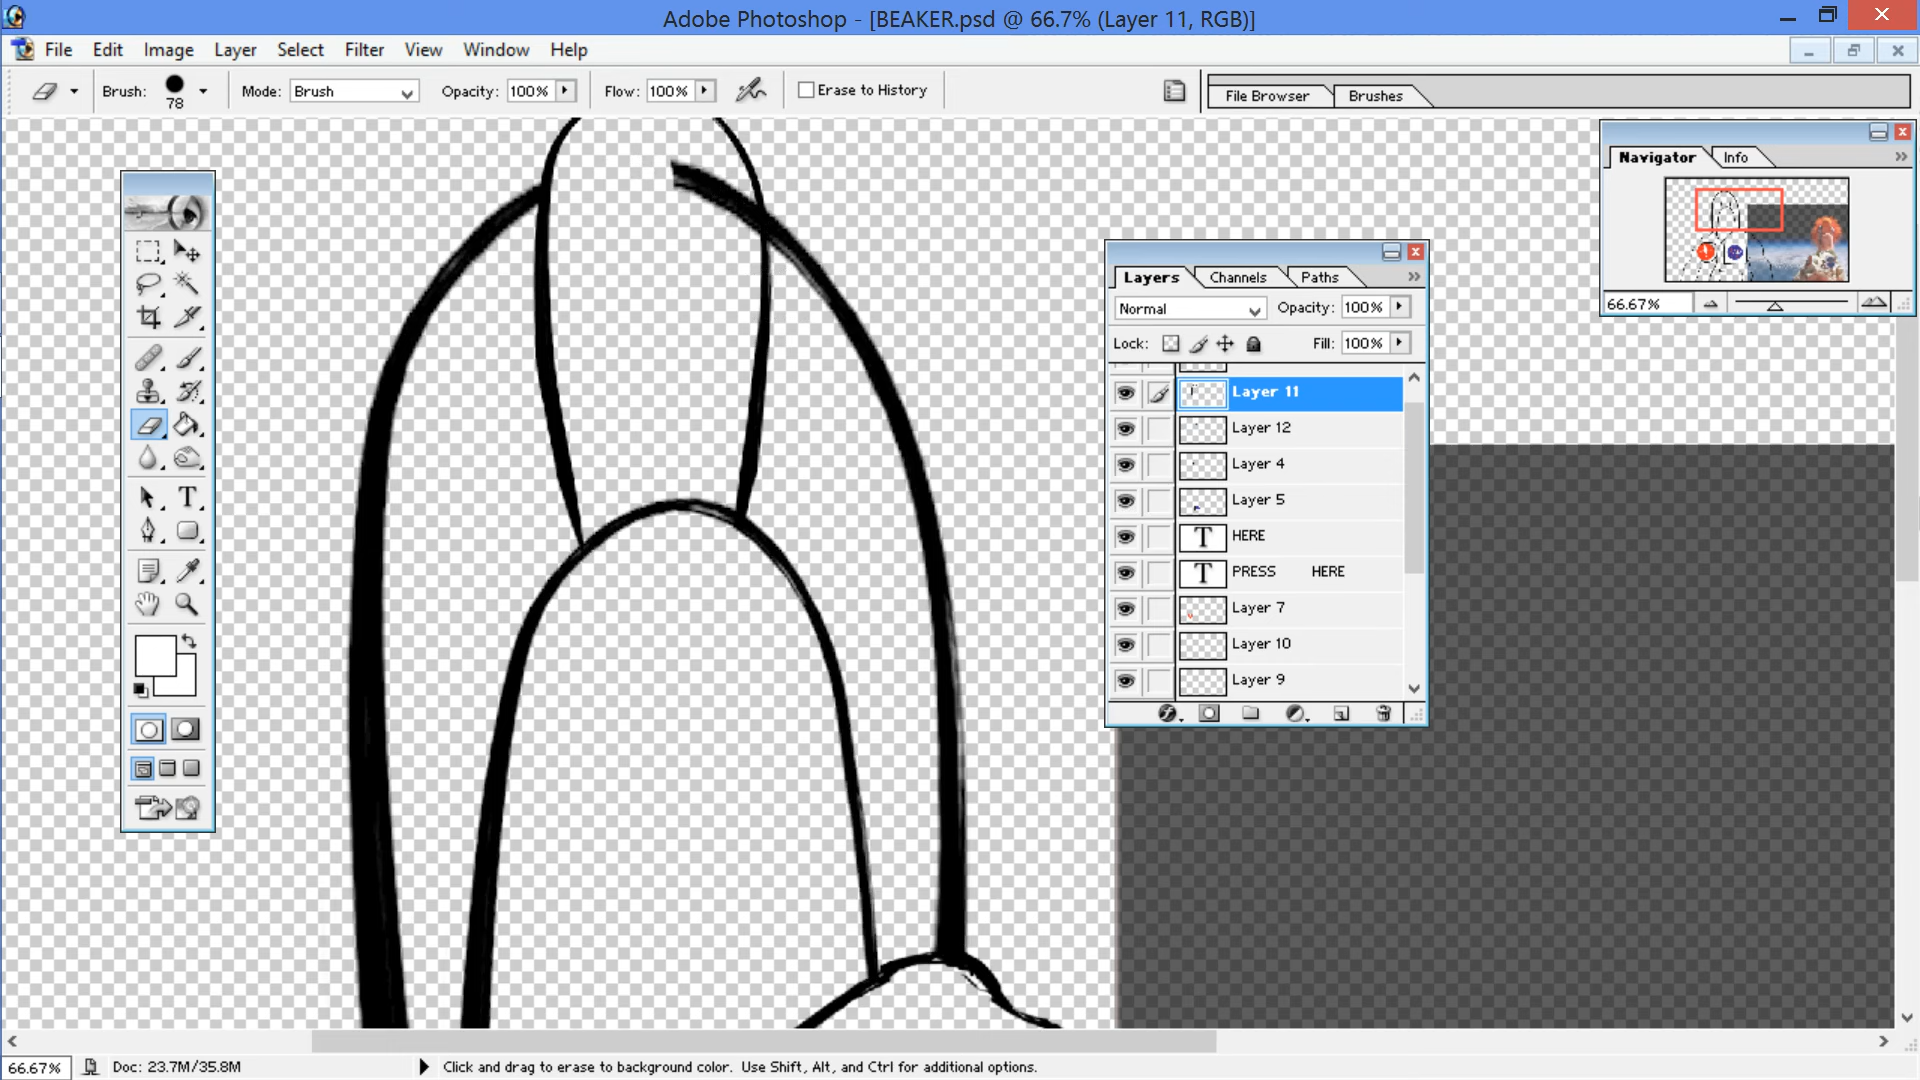 Adobe Photoshop - [BEAKER.psd @ 66.7% (Layer 11, RGB)]
File Edit Image Layer Select Filter View Window Help
Brush: 78 Mode: Brush Opacity: 100% Flow: 100% Erase to History File Browser Brushes
Navigator Info
66.67%
Layers Channels Paths
Normal Opacity: 100%
Lock: Fill: 100%
Layer 11
Layer 12
Layer 4
Layer 5
T HERE
T PRESS HERE
Layer 7
Layer 10
Layer 9
T
66.67% Doc: 23.7M/35.8M Click and drag to erase to background color. Use Shift, Alt, and Ctrl for additional options.